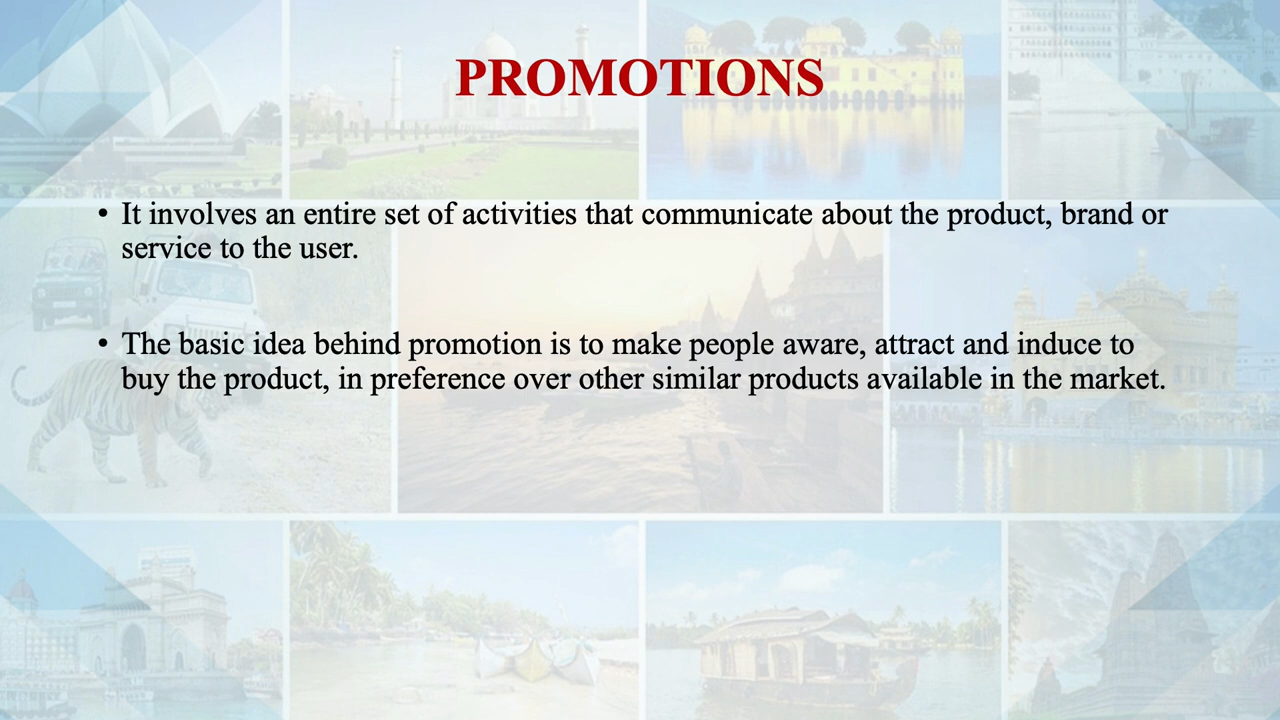 PROMOTIONS
• It involves an entire set of activities that communicate about the product, brand or
service to the user.
• The basic idea behind promotion is to make people aware, attract and induce to
buy the product, in preference over other similar products available in the market.